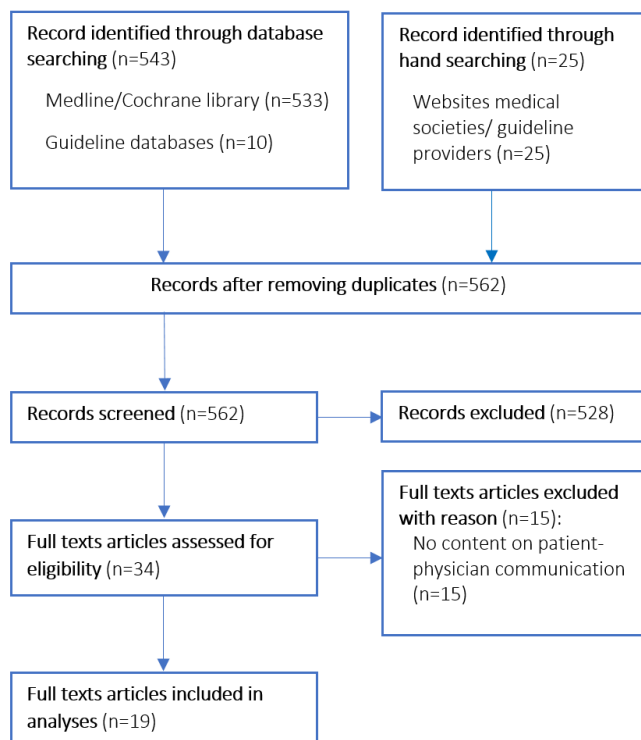 Record identified through database
searching (n=543)
Medline/Cochrane library (n=533)
Guideline databases (n=10)
Record identified through
hand searching (n=25)
Websites medical
societies/ guideline
providers (n=25)
Records after removing duplicates (n=562)
Records screened (n=562)
Records excluded (n=528)
Full texts articles assessed for
eligibility (n=34)
Full texts articles excluded
with reason (n=15):
No content on patient-
physician communication
(n=15)
Full texts articles included in
analyses (n=19)